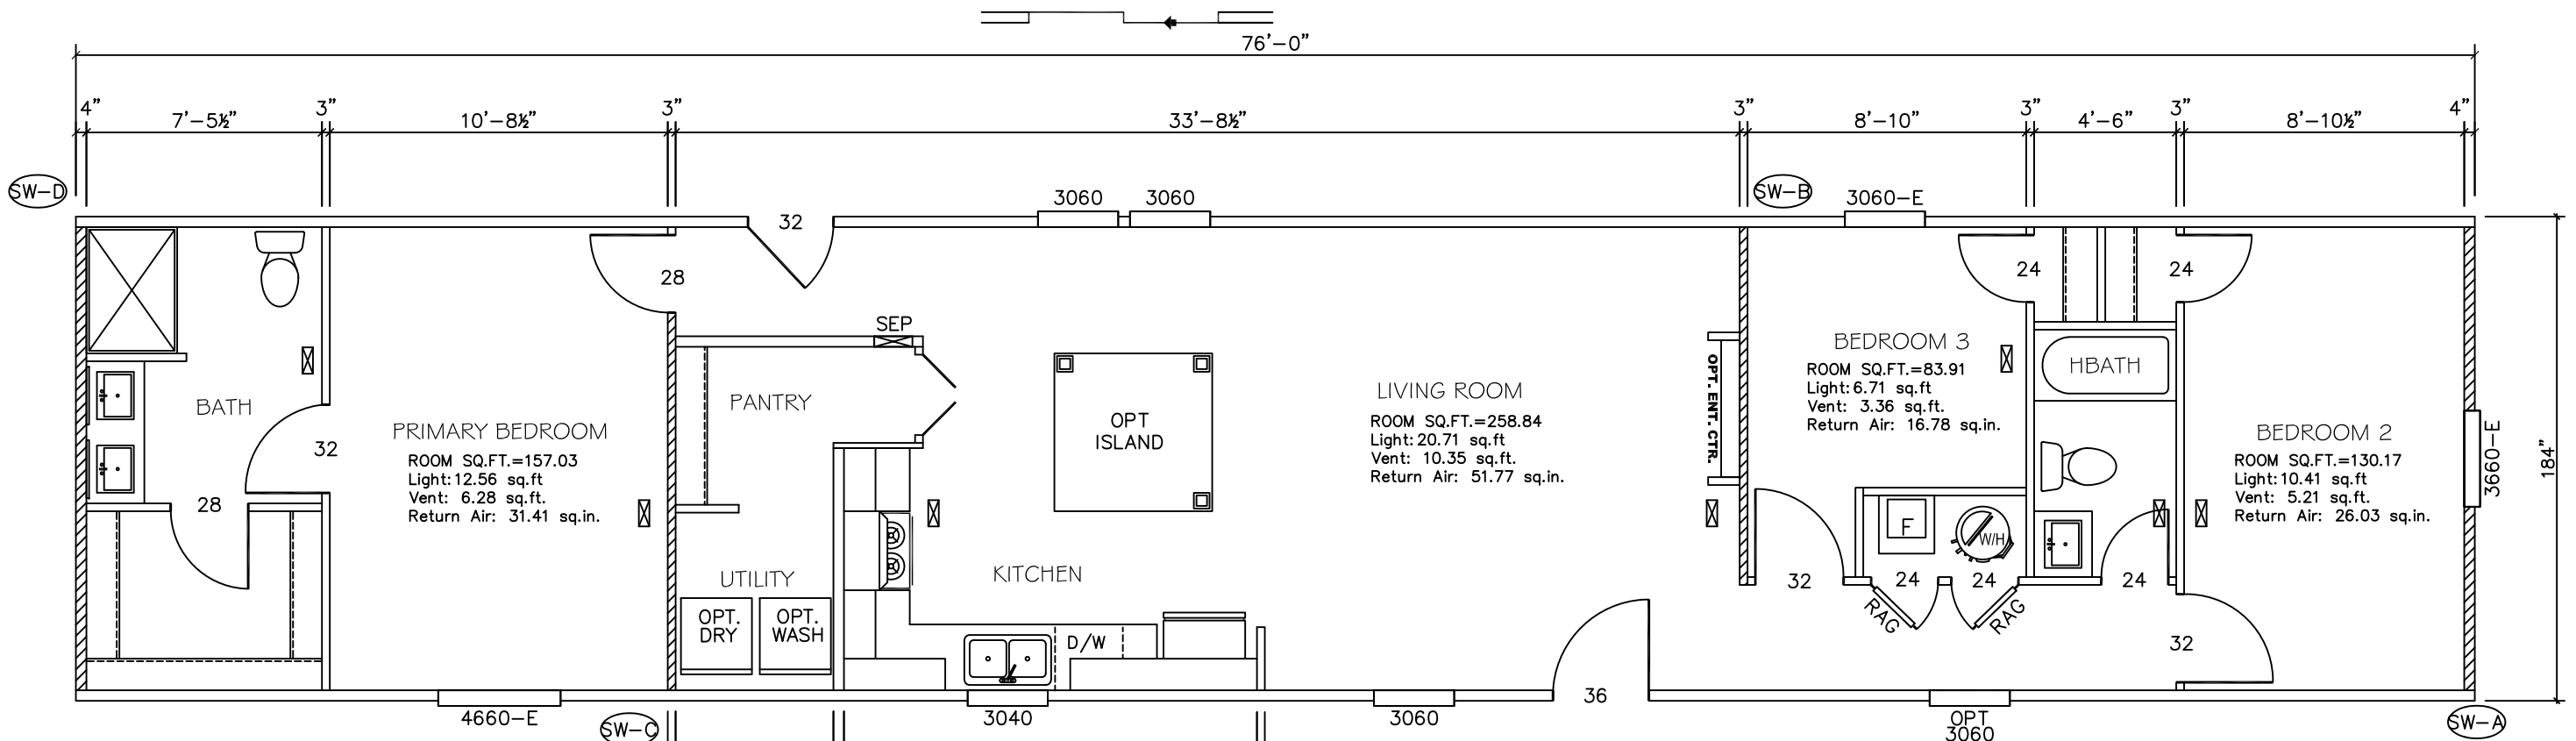 76'-0"
4" 3" 3" 3" 3" 3" 4"
7'-5½" 10'-8½" 33'-8½" 8'-10" 4'-6" 8'-10½"
SW-D
SW-B
3060 3060 3060-E
32
28
24 24
SEP
BEDROOM 3
ROOM SQ.FT.=83.91
Light:6.71 sq.ft
Vent: 3.36 sq.ft.
Return Air: 16.78 sq.in.
HBATH
OPT. ENT. CTR.
LIVING ROOM
ROOM SQ.FT.=258.84
Light:20.71 sq.ft
Vent: 10.35 sq.ft.
Return Air: 51.77 sq.in.
PANTRY
BATH
OPT
ISLAND
PRIMARY BEDROOM
ROOM SQ.FT.=157.03
Light:12.56 sq.ft
Vent: 6.28 sq.ft.
Return Air: 31.41 sq.in.
32
28
BEDROOM 2
ROOM SQ.FT.=130.17
Light:10.41 sq.ft
Vent: 5.21 sq.ft.
Return Air: 26.03 sq.in.
3660-E
184"
F
W/H
UTILITY
KITCHEN
32
24
24
24
RAG
RAG
OPT.
DRY
OPT.
WASH
D/W
32
36
4660-E
SW-C
3040
3060
OPT
3060
SW-A